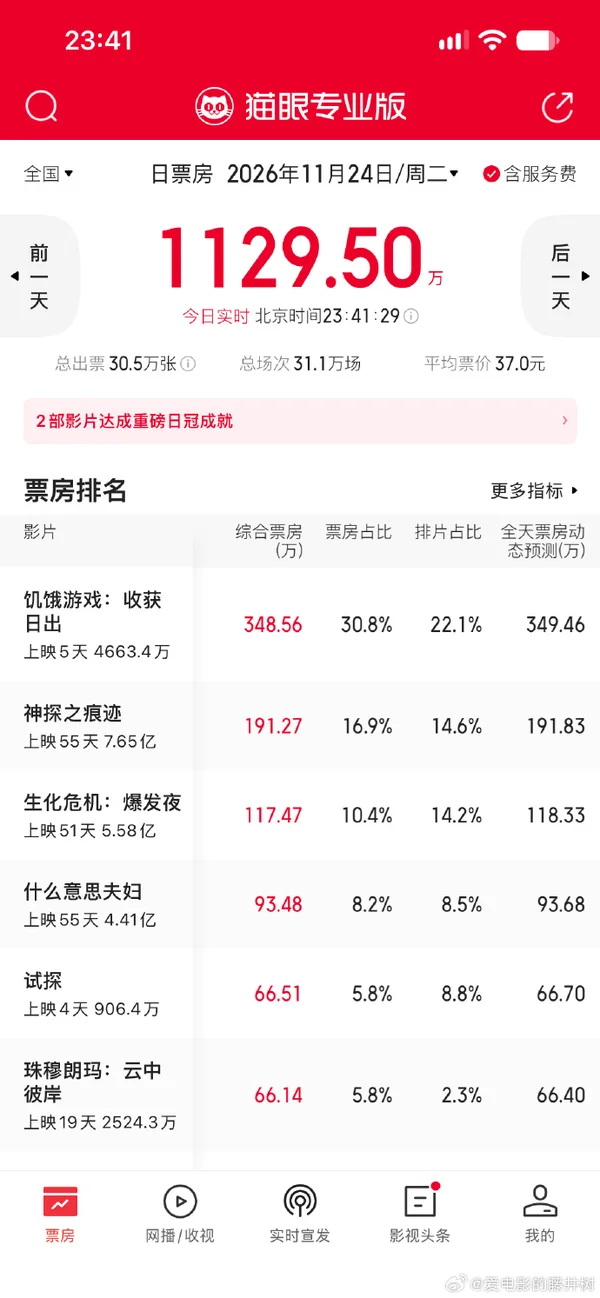 23:41
猫眼专业版
全国 日票房 2026年11月24日/周二 含服务费
前一天
1129.50万
后一天
今日实时 北京时间23:41:29
总出票 30.5万张 总场次 31.1万场 平均票价 37.0元
2部影片达成重磅日冠成就
票房排名 更多指标
影片 综合票房(万) 票房占比 排片占比 全天票房动态预测(万)
饥饿游戏：收获日出
上映5天 4663.4万
348.56 30.8% 22.1% 349.46
神探之痕迹
上映55天 7.65亿
191.27 16.9% 14.6% 191.83
生化危机：爆发夜
上映51天 5.58亿
117.47 10.4% 14.2% 118.33
什么意思夫妇
上映55天 4.41亿
93.48 8.2% 8.5% 93.68
试探
上映4天 906.4万
66.51 5.8% 8.8% 66.70
珠穆朗玛：云中彼岸
上映19天 2524.3万
66.14 5.8% 2.3% 66.40
票房 网播/收视 实时宣发 影视头条 我的
@爱电影的藤井树